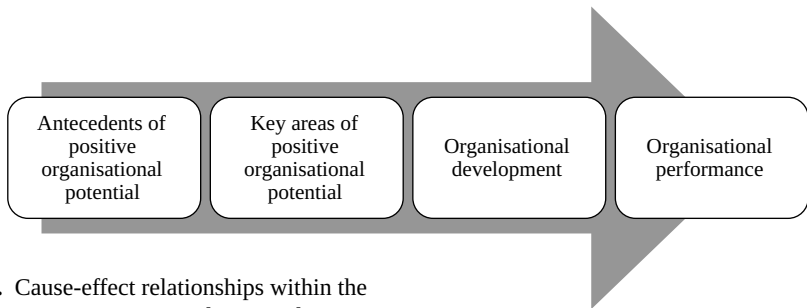 Antecedents of
positive
organisational
potential
Key areas of
positive
organisational
potential
Organisational
development
Organisational
performance
. Cause-effect relationships within the